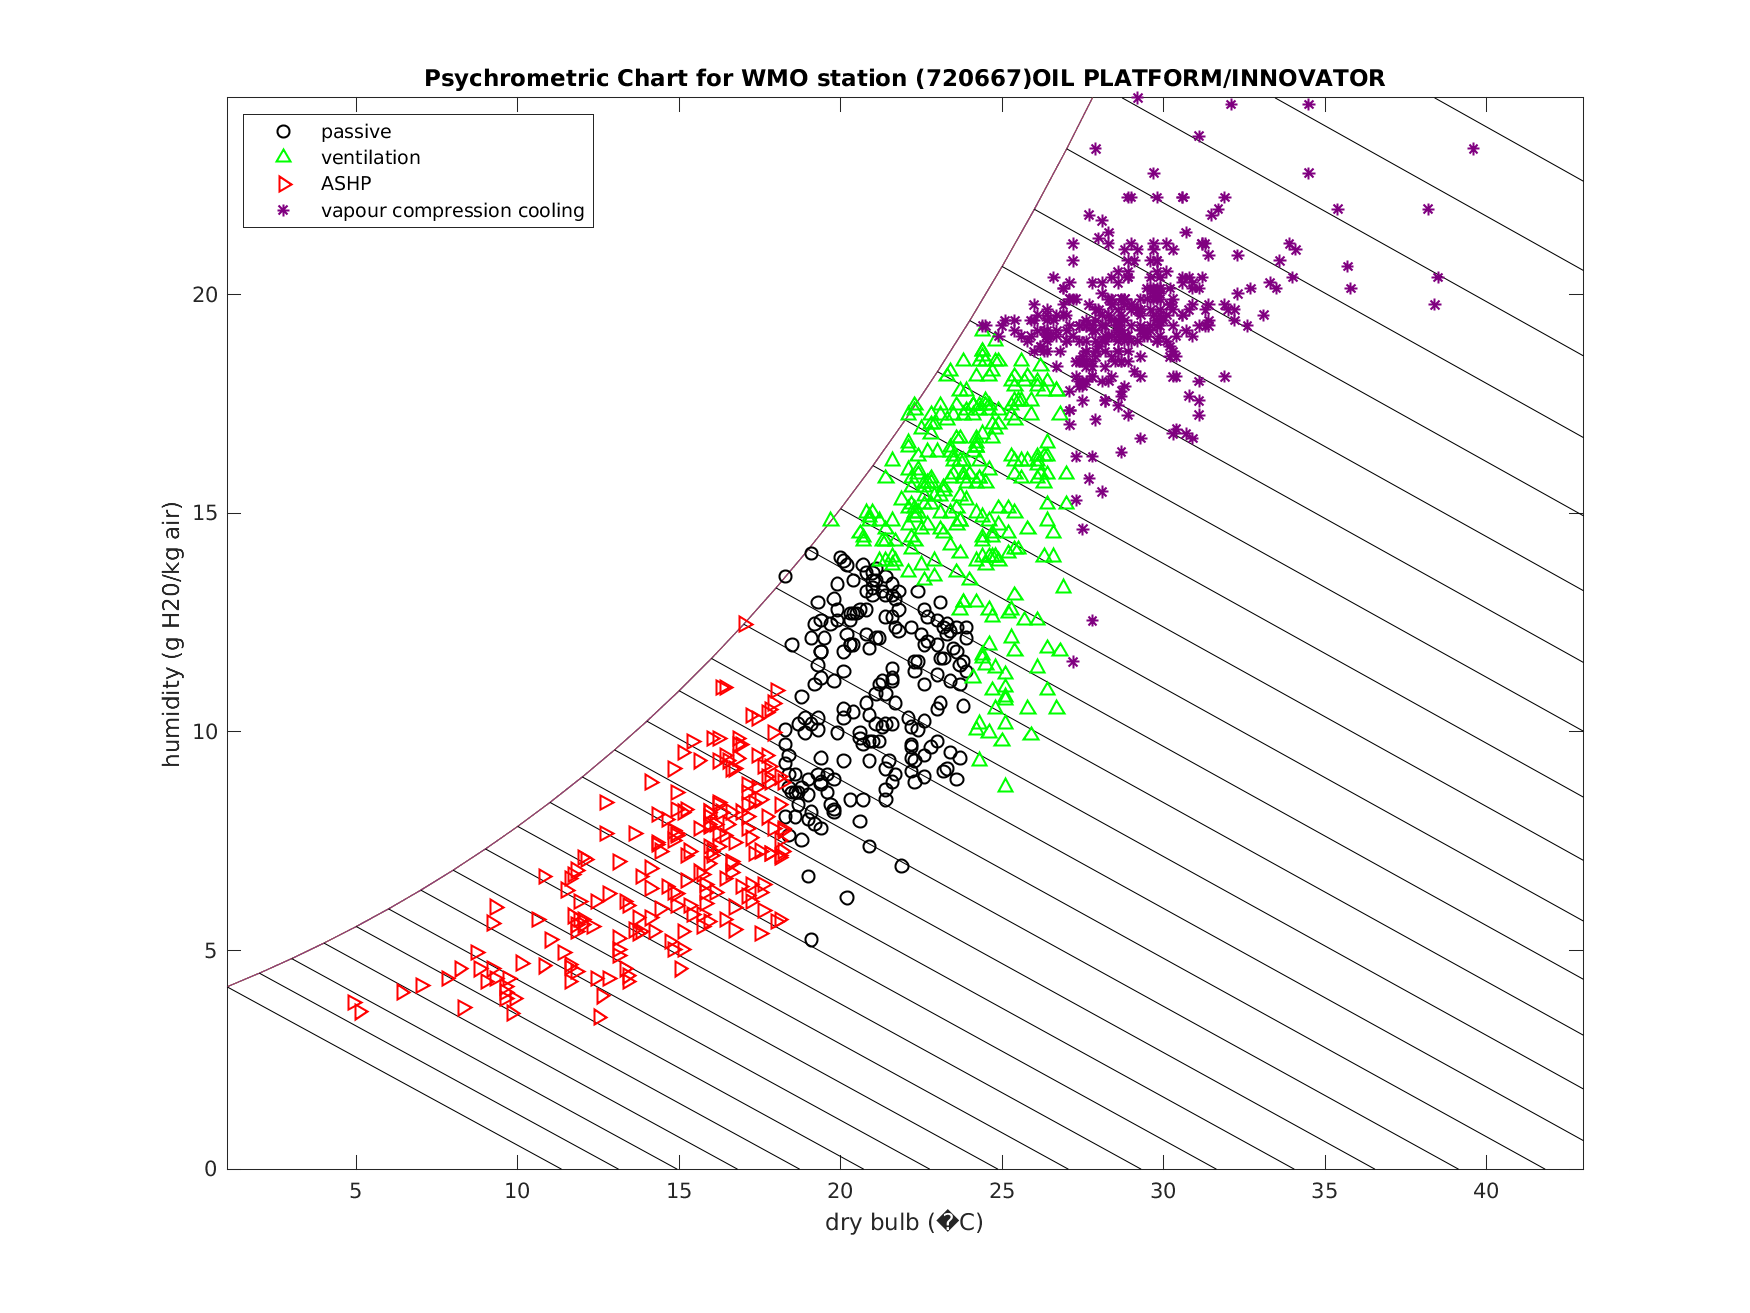 Psychrometric Chart for WMO station (720667)OIL PLATFORM/INNOVATOR
passive
ventilation
ASHP
vapour compression cooling
humidity (g H20/kg air)
20
15
10
5
0
5 10 15 20 25 30 35 40
dry bulb (�C)